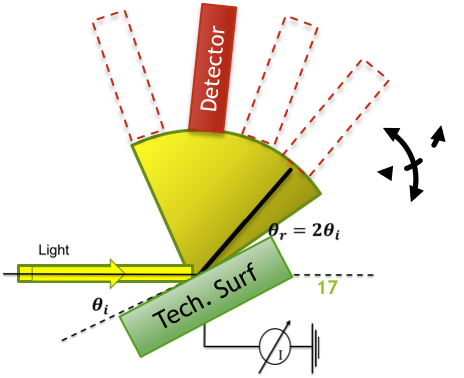 Detector
θᵣ = 2θᵢ
Light
17
θᵢ
Tech. Surf
I